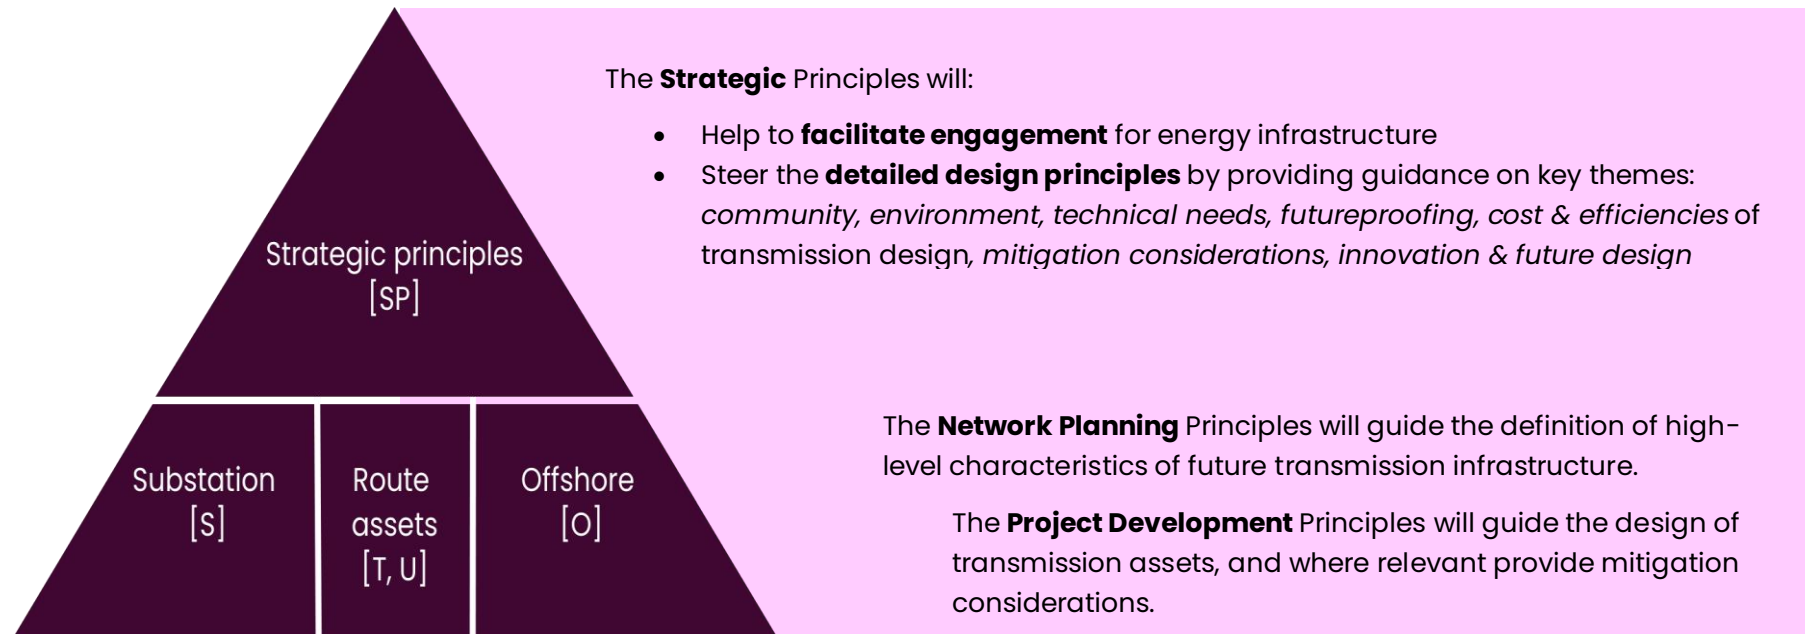 Strategic principles
[SP]
Substation
[S]
Route
assets
[T, U]
Offshore
[O]
The Strategic Principles will:
• Help to facilitate engagement for energy infrastructure
• Steer the detailed design principles by providing guidance on key themes:
community, environment, technical needs, futureproofing, cost & efficiencies of
transmission design, mitigation considerations, innovation & future design
The Network Planning Principles will guide the definition of high-
level characteristics of future transmission infrastructure.
The Project Development Principles will guide the design of
transmission assets, and where relevant provide mitigation
considerations.